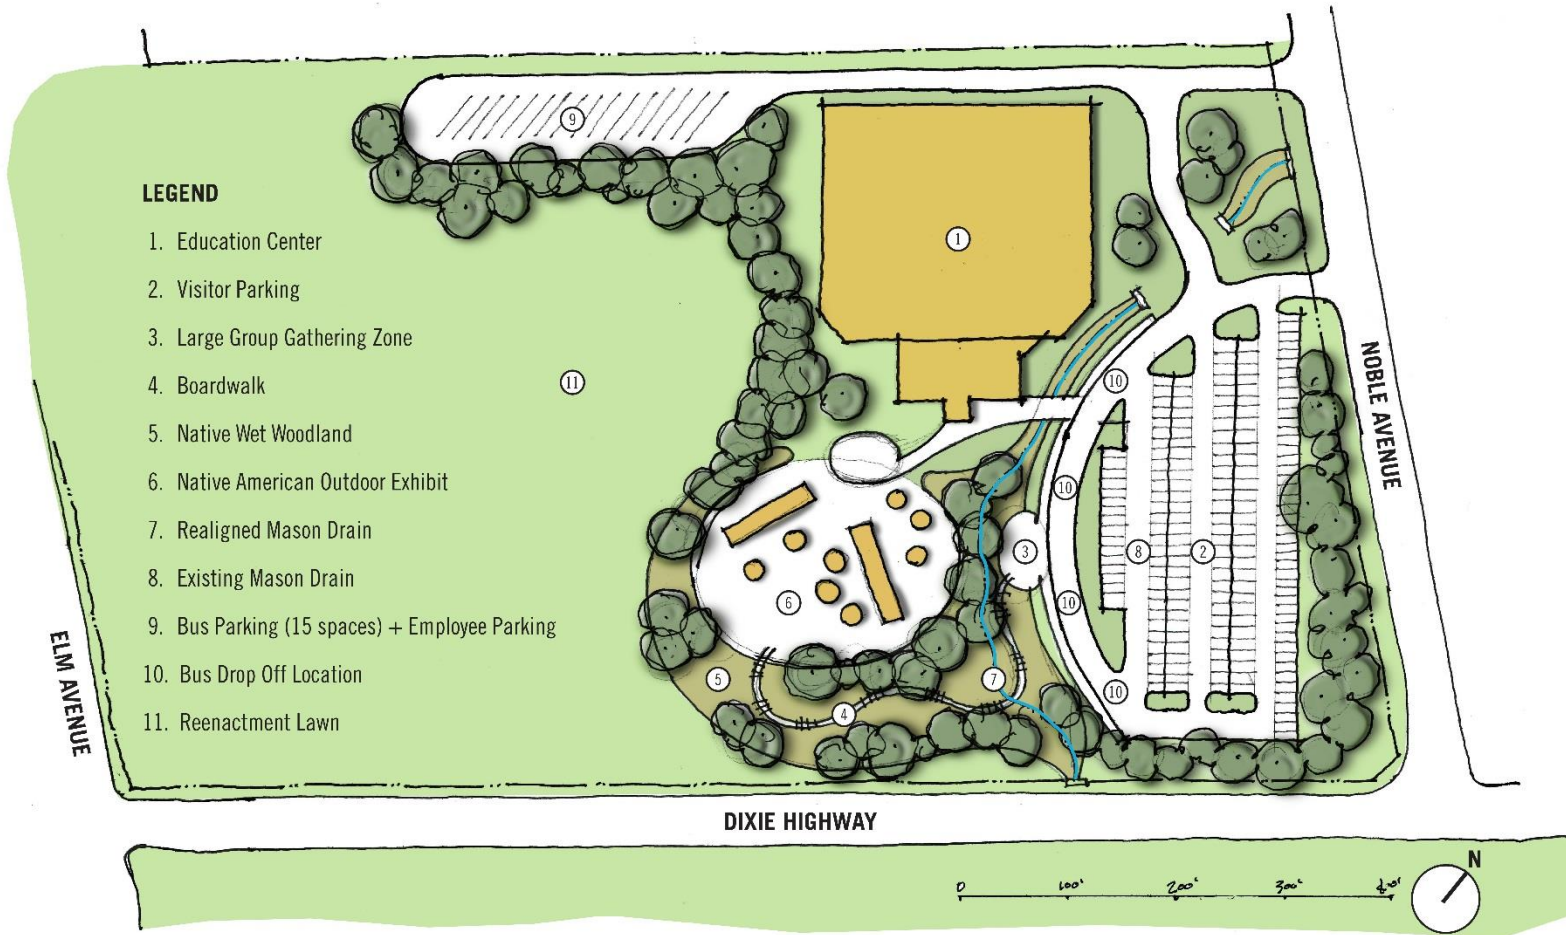 LEGEND
1. Education Center
2. Visitor Parking
3. Large Group Gathering Zone
4. Boardwalk
5. Native Wet Woodland
6. Native American Outdoor Exhibit
7. Realigned Mason Drain
8. Existing Mason Drain
9. Bus Parking (15 spaces) + Employee Parking
10. Bus Drop Off Location
11. Reenactment Lawn
9
1
11
10
10
3
8
2
6
10
5
7
10
4
ELM AVENUE
NOBLE AVENUE
DIXIE HIGHWAY
0 100' 200' 300'
N